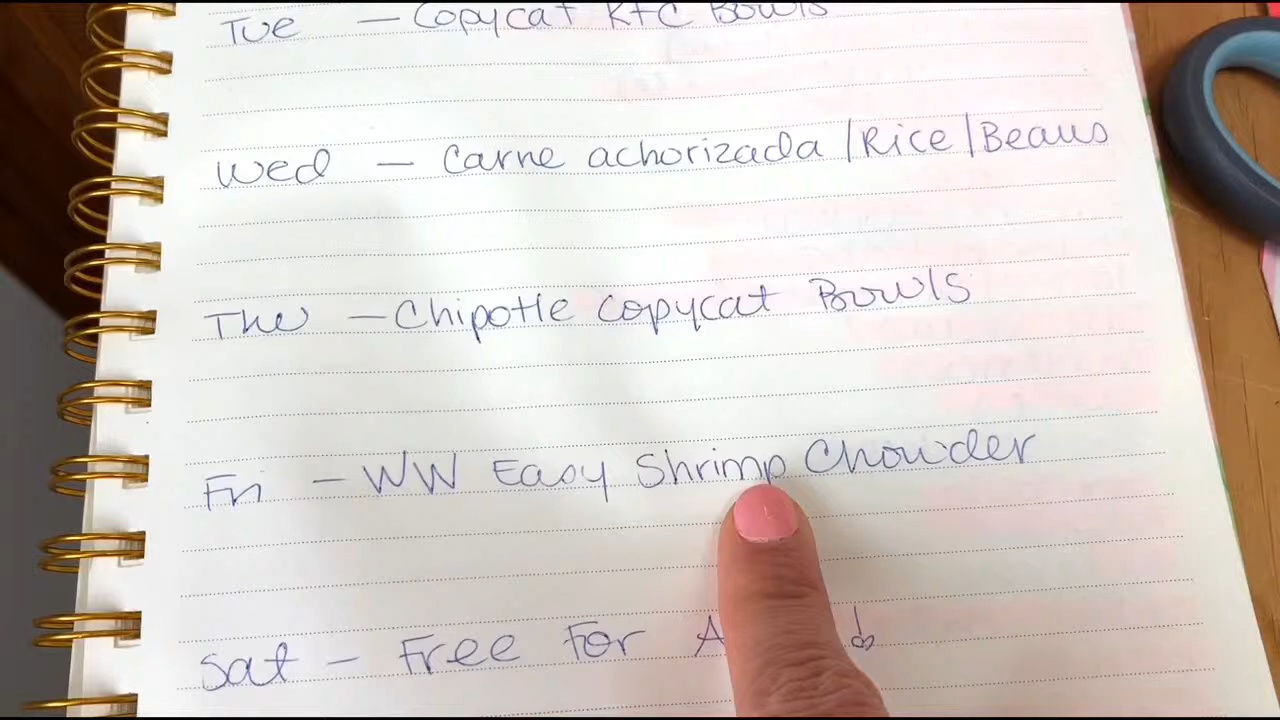 Tue – Copycat KFC Bowls
Wed – Carne achorizada /Rice/Beans
Thu – Chipotle Copycat Bowls
Fri – WW Easy Shrimp Chowder
Sat – Free For